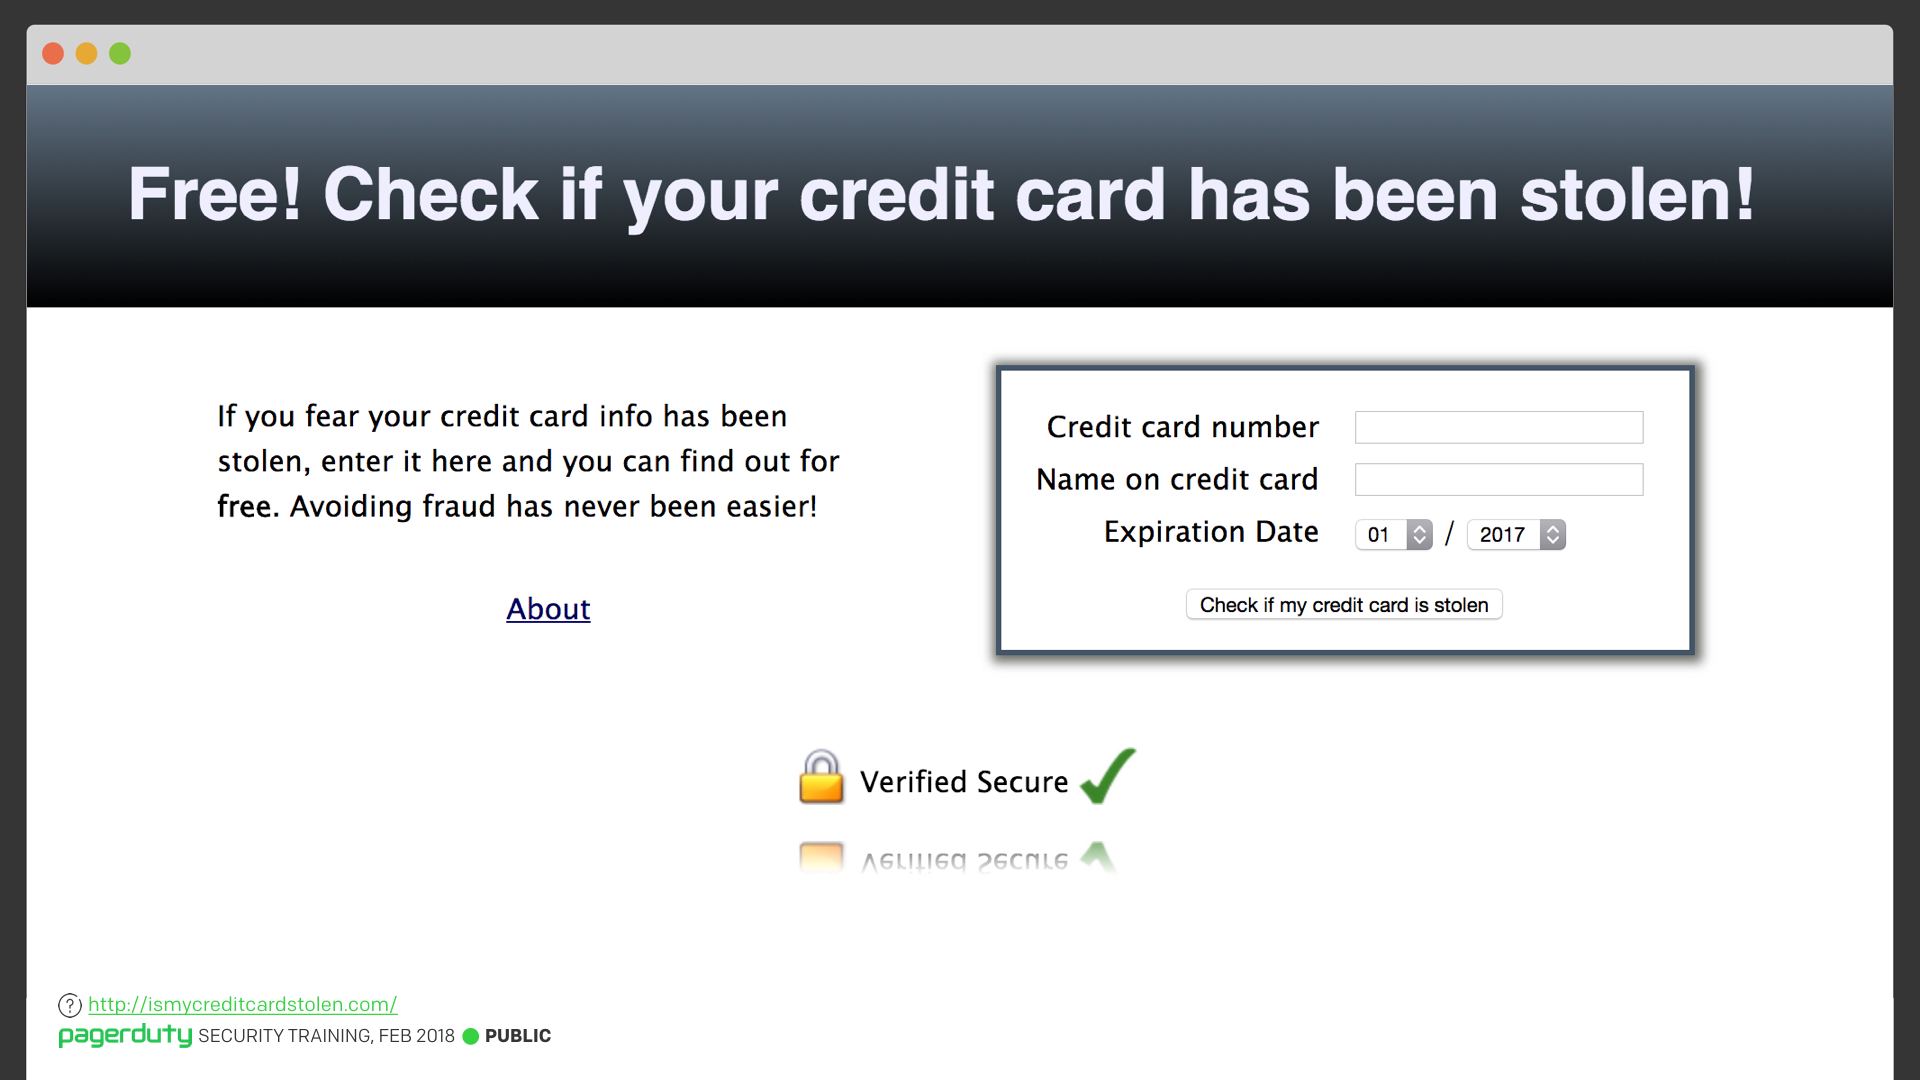 Free! Check if your credit card has been stolen!
If you fear your credit card info has been
stolen, enter it here and you can find out for
free. Avoiding fraud has never been easier!
About
Credit card number
Name on credit card
Expiration Date 01 / 2017
Check if my credit card is stolen
Verified Secure
Verified Secure
? http://ismycreditcardstolen.com/
pagerduty SECURITY TRAINING, FEB 2018 PUBLIC